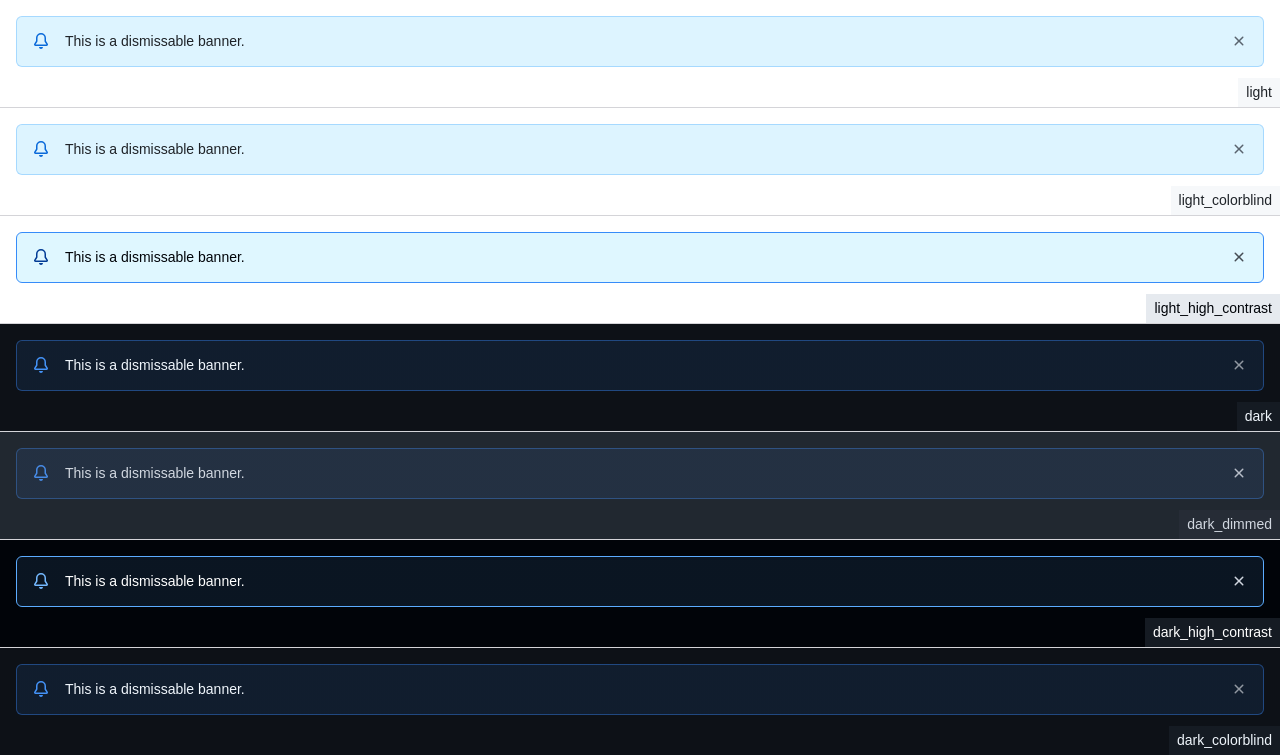 This is a dismissable banner.
light
This is a dismissable banner.
light_colorblind
This is a dismissable banner.
light_high_contrast
This is a dismissable banner.
dark
This is a dismissable banner.
dark_dimmed
This is a dismissable banner.
dark_high_contrast
This is a dismissable banner.
dark_colorblind